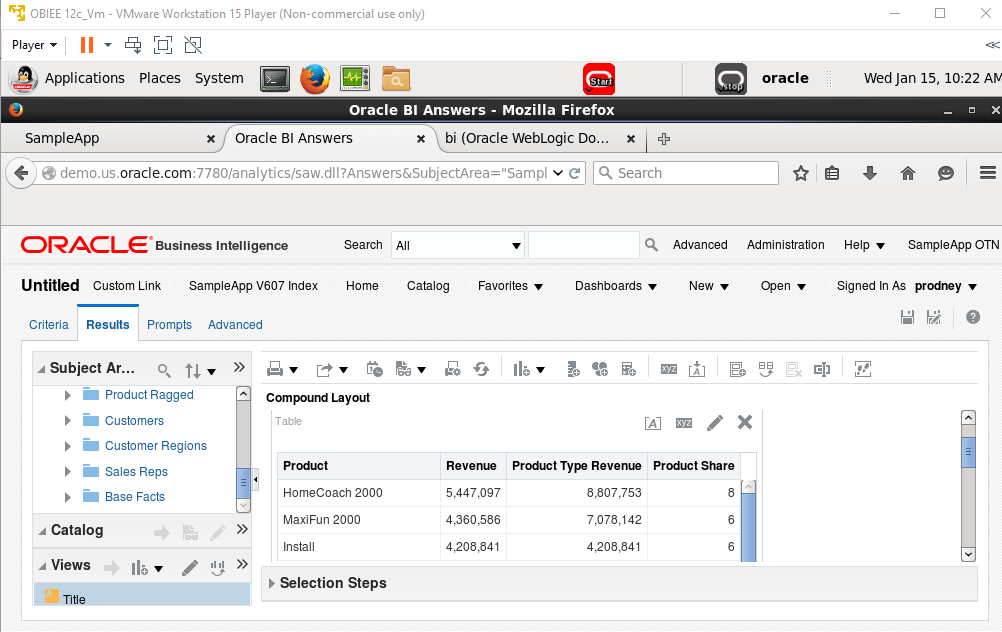 OBIEE 12c_Vm - VMware Workstation 15 Player (Non-commercial use only)
Player
Applications Places System Start stop oracle Wed Jan 15, 10:22 AM
Oracle BI Answers - Mozilla Firefox
SampleApp Oracle BI Answers bi (Oracle WebLogic Do...
demo.us.oracle.com:7780/analytics/saw.dll?Answers&SubjectArea="Sampl Search
ORACLE Business Intelligence Search All Advanced Administration Help SampleApp OTN
Untitled Custom Link SampleApp V607 Index Home Catalog Favorites Dashboards New Open Signed In As prodney
Criteria Results Prompts Advanced
Subject Ar...
Product Ragged
Customers
Customer Regions
Sales Reps
Base Facts
Catalog
Views
Title
Compound Layout
Table
Product Revenue Product Type Revenue Product Share
HomeCoach 2000 5,447,097 8,807,753 8
MaxiFun 2000 4,360,586 7,078,142 6
Install 4,208,841 4,208,841 6
Selection Steps